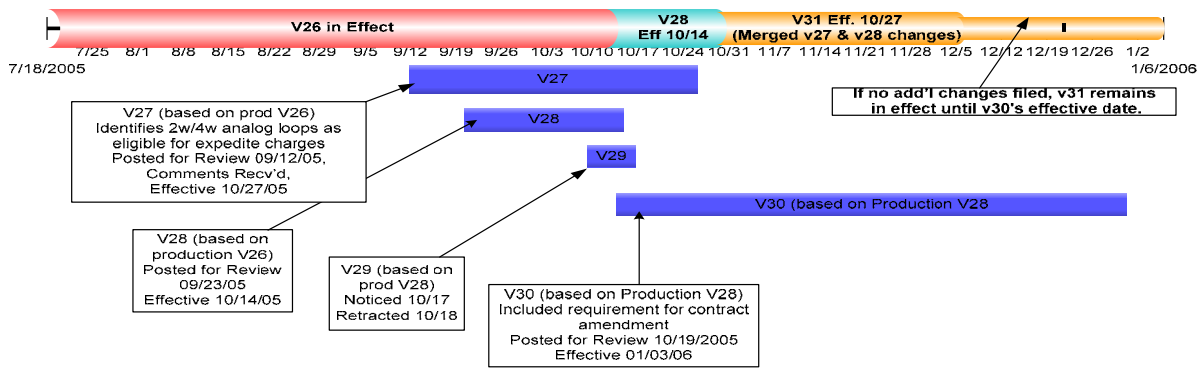 V26 in Effect
V28
Eff 10/14
V31 Eff. 10/27
(Merged v27 & v28 changes)
7/25 8/1 8/8 8/15 8/22 8/29 9/5 9/12 9/19 9/26 10/3 10/10 10/17 10/24 10/31 11/7 11/14 11/21 11/28 12/5 12/12 12/19 12/26 1/2
7/18/2005
1/6/2006
V27
If no add'l changes filed, v31 remains
in effect until v30's effective date.
V27 (based on prod V26)
Identifies 2w/4w analog loops as
eligible for expedite charges
Posted for Review 09/12/05,
Comments Recv'd,
Effective 10/27/05
V28
V29
V30 (based on Production V28
V28 (based on
production V26)
Posted for Review
09/23/05
Effective 10/14/05
V29 (based on
prod V28)
Noticed 10/17
Retracted 10/18
V30 (based on Production V28)
Included requirement for contract
amendment
Posted for Review 10/19/2005
Effective 01/03/06